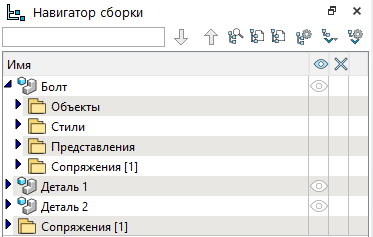 Навигатор сборки
Имя
Болт
Объекты
Стили
Представления
Сопряжения [1]
Деталь 1
Деталь 2
Сопряжения [1]